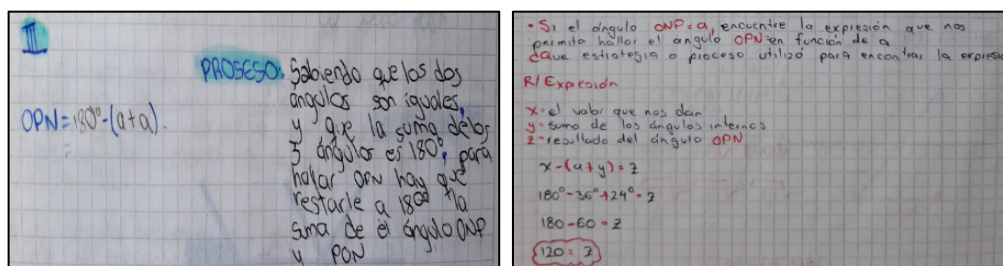 III
PROSESO: Sabiendo que los dos
ángulos son iguales,
y que la suma de los
3 ángulos es 180°, para
hallar OPN hay que
restarle a 180° la
suma de el ángulo ONP
y PON
OPN = 180° - (a + a).
=
• Si el ángulo ONP = a, encuentre la expresión que nos
permita hallar el angulo OPN en función de a
¿Que estrategia o proceso utilizó para encontrar la expresión
R/ Expresión
x = el valor que nos dan
y = suma de los ángulos internos
z = resultado del ángulo OPN
x - (a + y) = z
180° - 36° + 24° = z
180 - 60 = z
120 = z